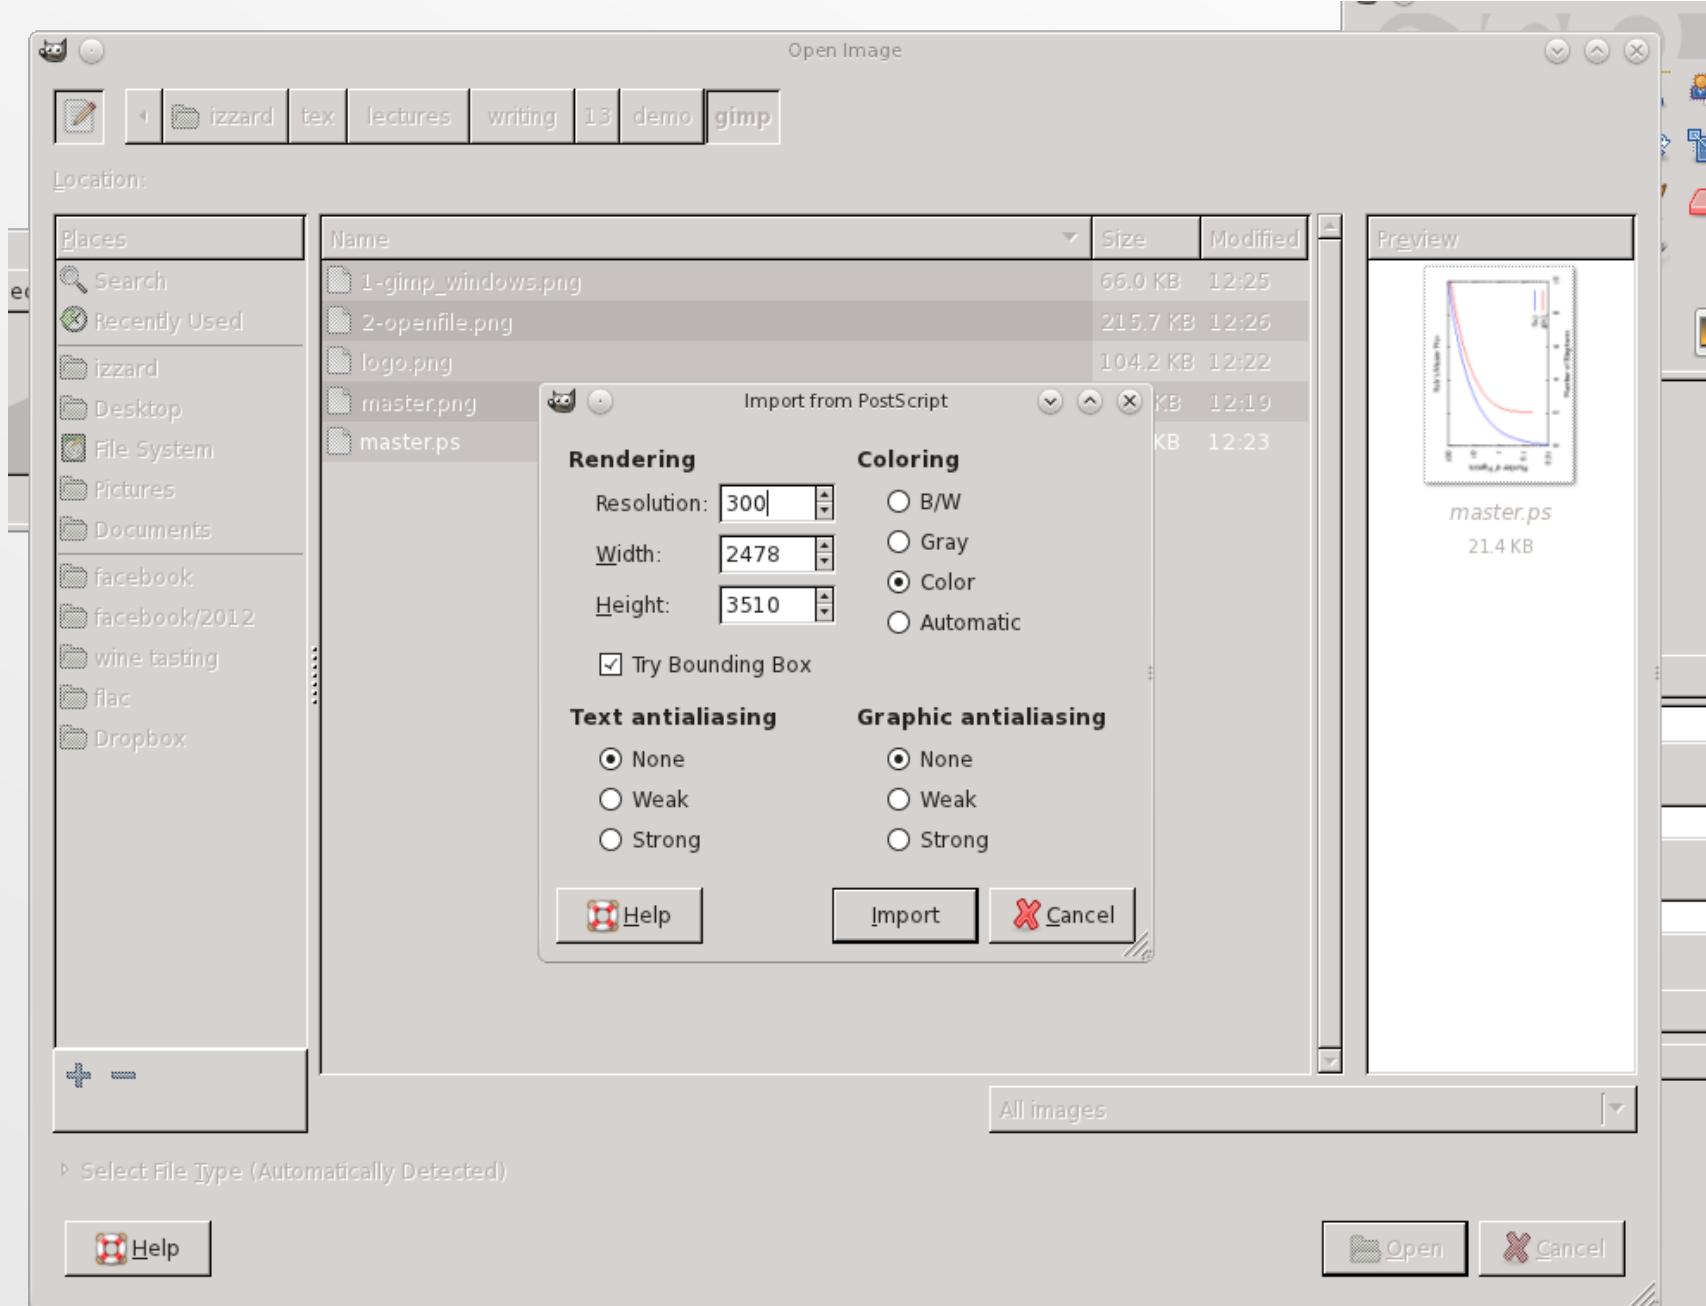 Open Image
izzard tex lectures writing 13 demo gimp
Location:
Places
Search
Recently Used
izzard
Desktop
File System
Pictures
Documents
facebook
facebook/2012
wine tasting
flac
Dropbox
Name Size Modified
1-gimp_windows.png 66.0 KB 12:25
2-openfile.png 215.7 KB 12:26
logo.png 104.2 KB 12:22
master.png KB 12:19
master.ps KB 12:23
Preview
master.ps
21.4 KB
Import from PostScript
Rendering
Resolution: 300
Width: 2478
Height: 3510
Try Bounding Box
Coloring
B/W
Gray
Color
Automatic
Text antialiasing
None
Weak
Strong
Graphic antialiasing
None
Weak
Strong
Help Import Cancel
All images
Select File Type (Automatically Detected)
Help Open Cancel